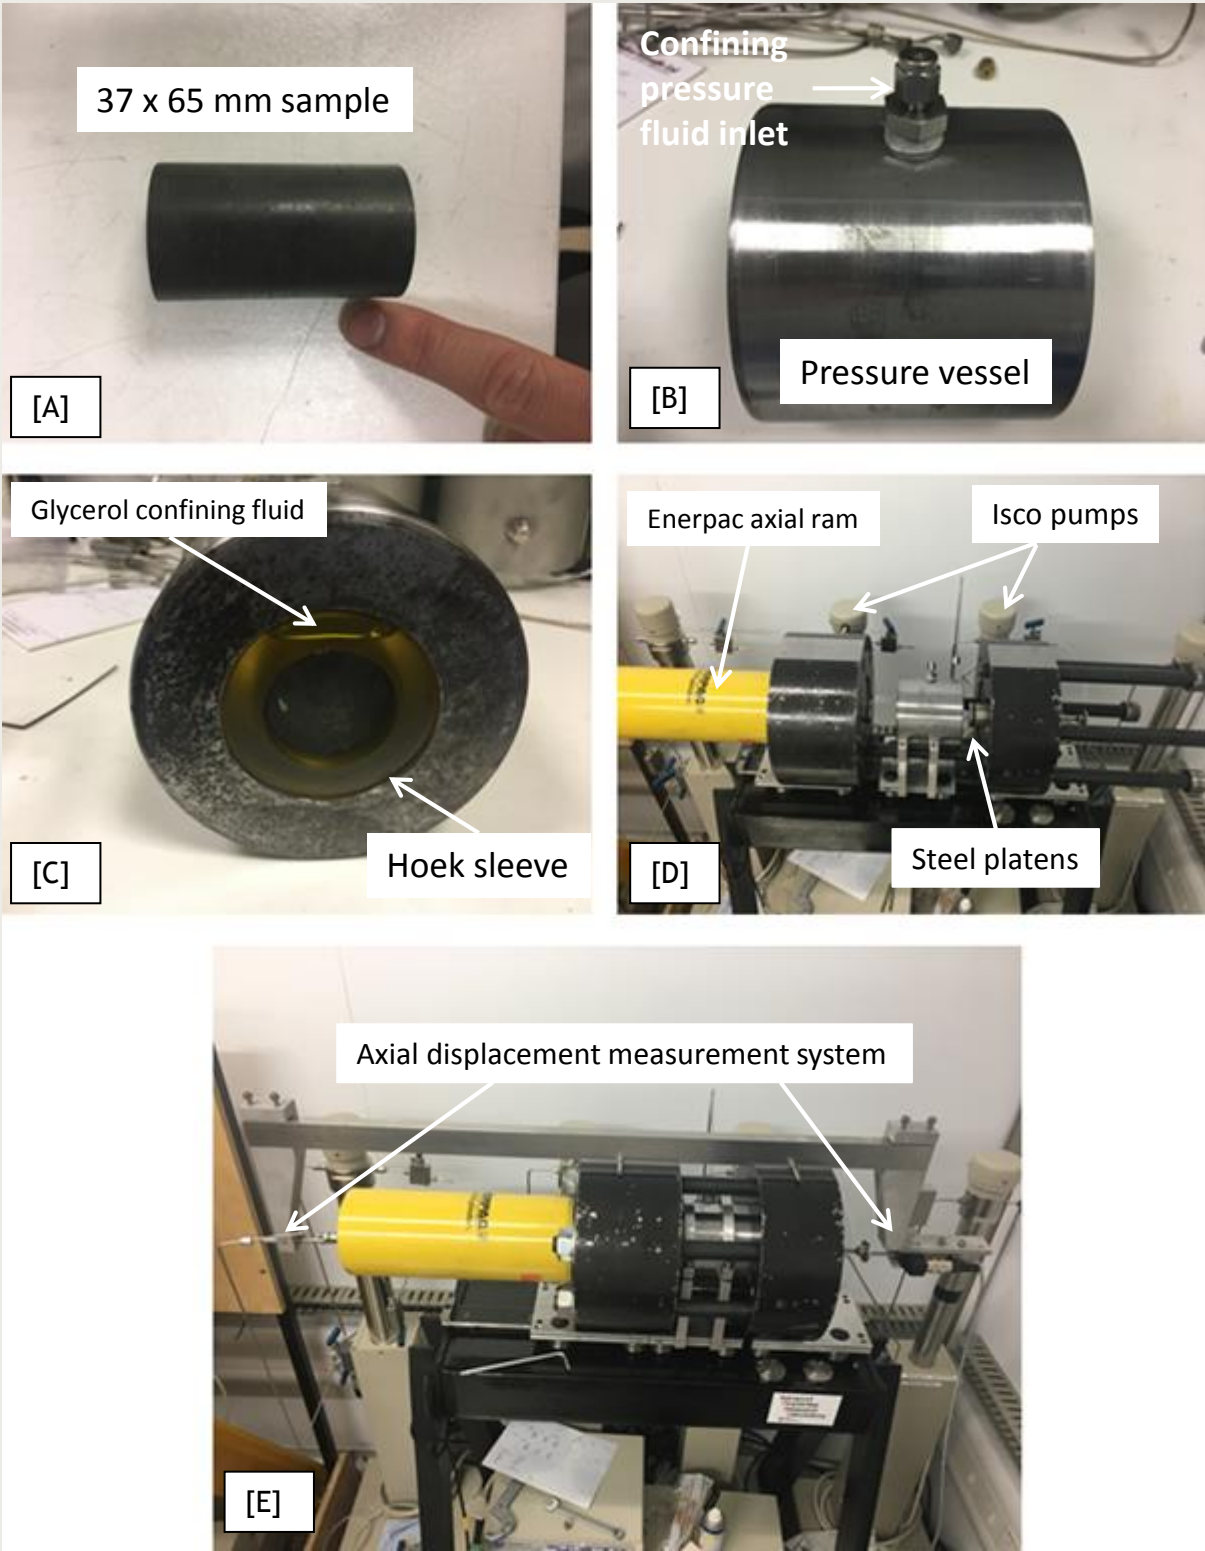 37 x 65 mm sample
[A]
Confining
pressure
fluid inlet
Pressure vessel
[B]
Glycerol confining fluid
Hoek sleeve
[C]
Enerpac axial ram
Isco pumps
Steel platens
[D]
Axial displacement measurement system
[E]